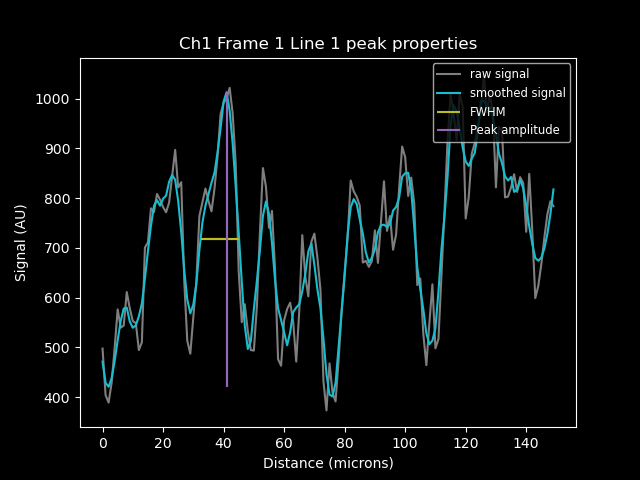 Ch1 Frame 1 Line 1 peak properties
raw signal
smoothed signal
FWHM
Peak amplitude
Signal (AU)
1000
900
800
700
600
500
400
0 20 40 60 80 100 120 140
Distance (microns)